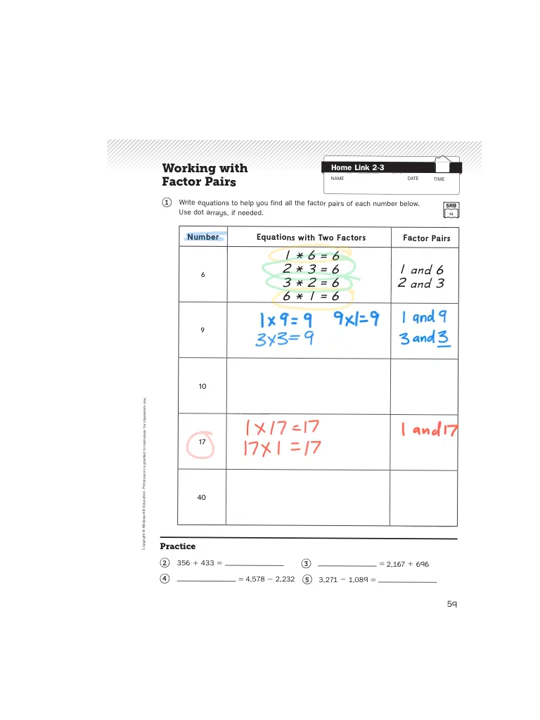 Working with
Factor Pairs
Home Link 2-3
NAME DATE TIME
1 Write equations to help you find all the factor pairs of each number below.
Use dot arrays, if needed.
SRB
Number Equations with Two Factors Factor Pairs
6
1 * 6 = 6
2 * 3 = 6
3 * 2 = 6
6 * 1 = 6
1 and 6
2 and 3
9
1x9=9 9x1=9
3x3=9
1 and 9
3 and 3
10
17
1x17=17
17x1=17
1 and 17
40
Practice
2 356 + 433 = ____________
3 ____________ = 2,167 + 696
4 ____________ = 4,578 − 2,232
5 3,271 − 1,089 = ____________
59